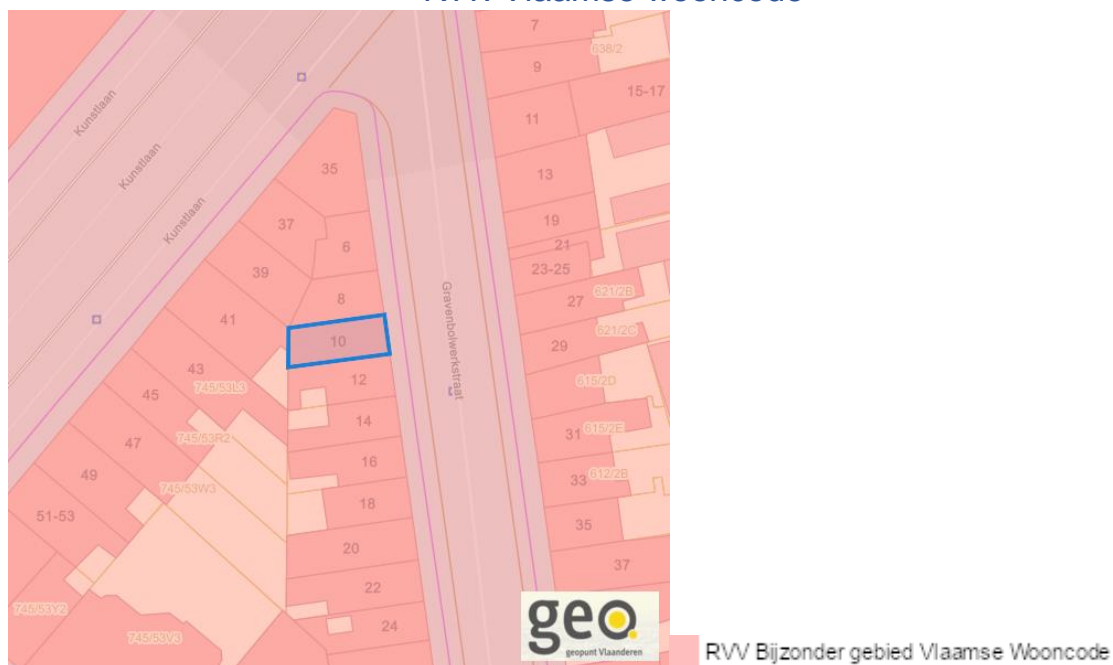 RVV Vlaamse wooncode
7
638/2
9
15-17
Kunstlaan
11
Kunstlaan
35
13
Kunstlaan
37
19
6
21
39
23-25
8
Gravenbolwerkstraat
27
621/2B
41
10
621/2C
29
43
12
745/53L3
615/2D
45
14
31
615/2E
47
745/53R2
16
33
612/2B
49
745/53W3
18
35
51-53
20
37
22
745/53Y2
24
745/53V3
geo
geopunt Vlaanderen
RVV Bijzonder gebied Vlaamse Wooncode